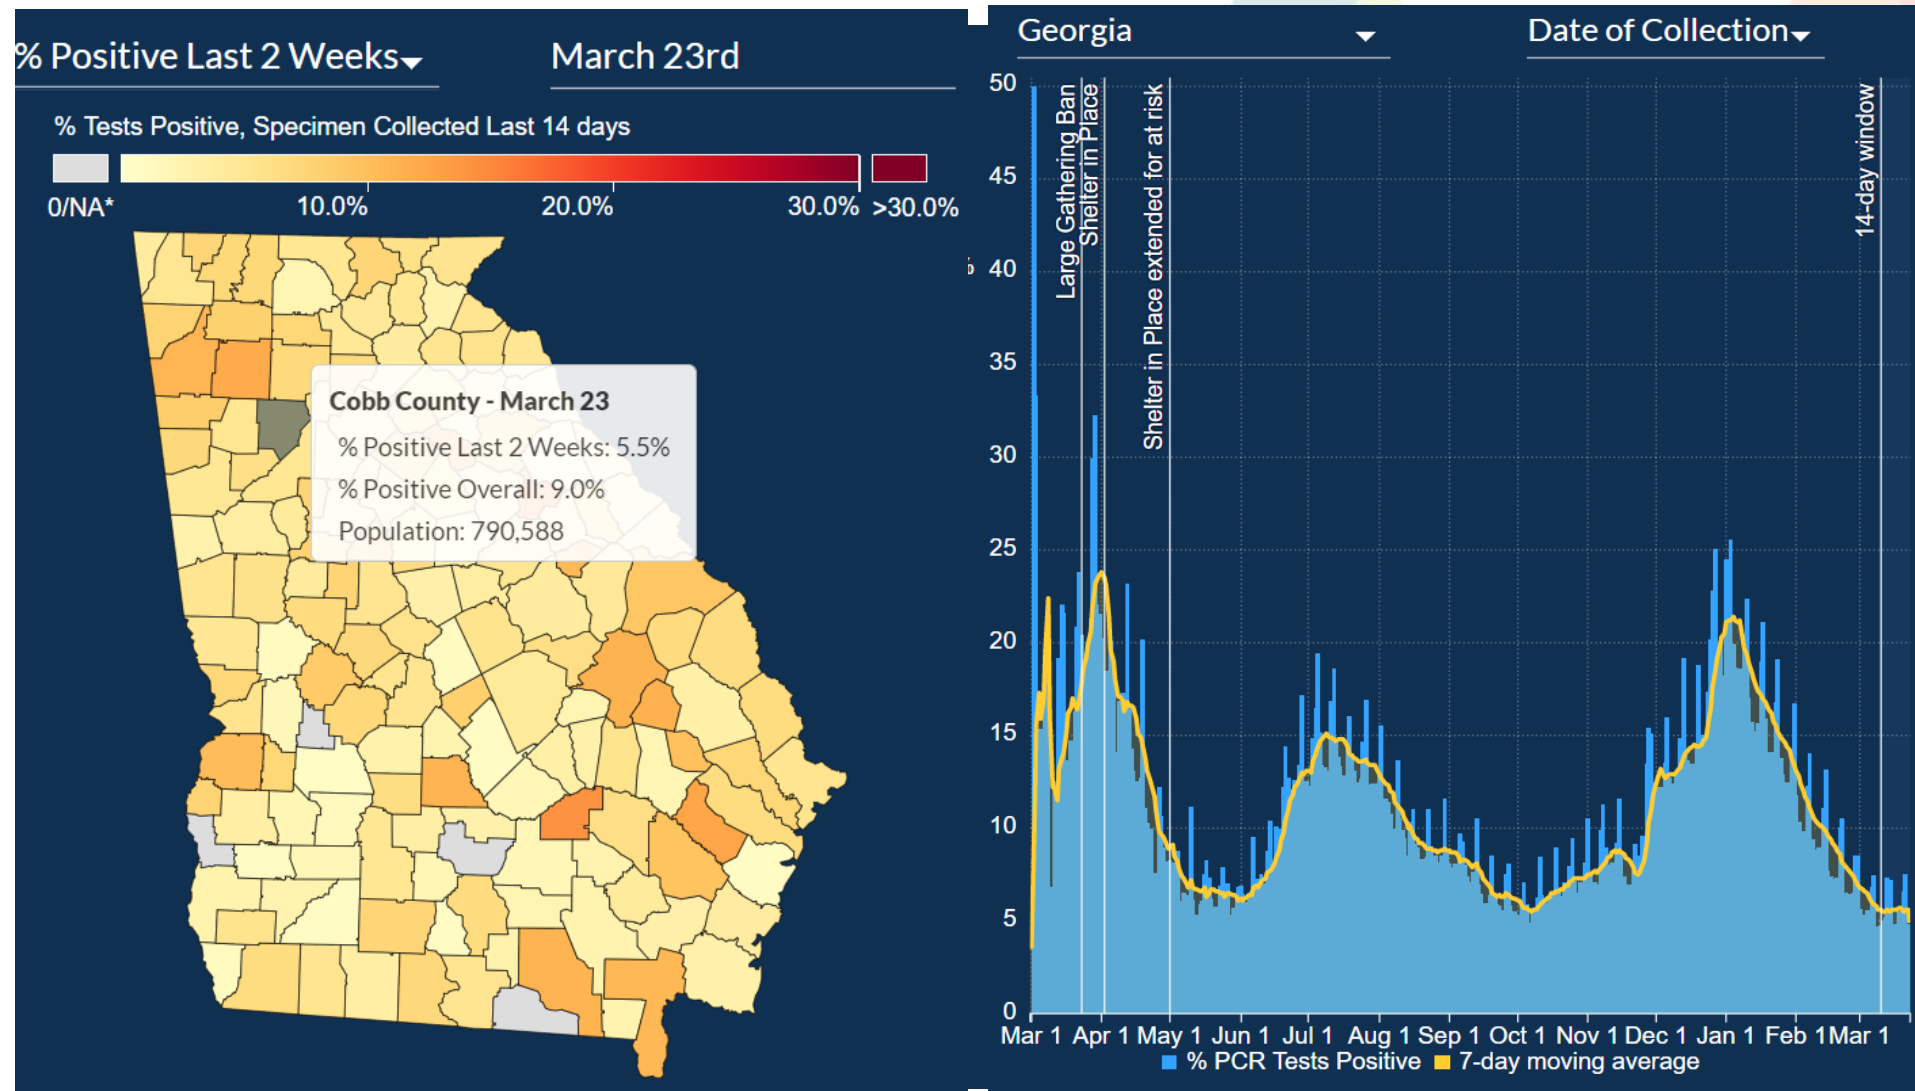 % Positive Last 2 Weeks
March 23rd
% Tests Positive, Specimen Collected Last 14 days
0/NA*
10.0%
20.0%
30.0%
>30.0%
Cobb County - March 23
% Positive Last 2 Weeks: 5.5%
% Positive Overall: 9.0%
Population: 790,588
Georgia
Date of Collection
50
45
40
35
30
25
20
15
10
5
0
Large Gathering Ban
Shelter in Place
Shelter in Place extended for at risk
14-day window
Mar 1 Apr 1 May 1 Jun 1 Jul 1 Aug 1 Sep 1 Oct 1 Nov 1 Dec 1 Jan 1 Feb 1 Mar 1
% PCR Tests Positive 7-day moving average